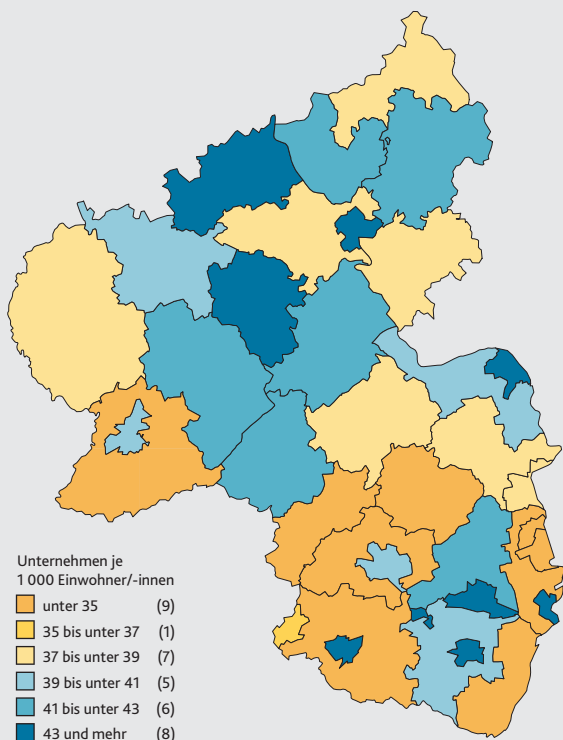 Unternehmen je
1 000 Einwohner/-innen
unter 35 (9)
35 bis unter 37 (1)
37 bis unter 39 (7)
39 bis unter 41 (5)
41 bis unter 43 (6)
43 und mehr (8)